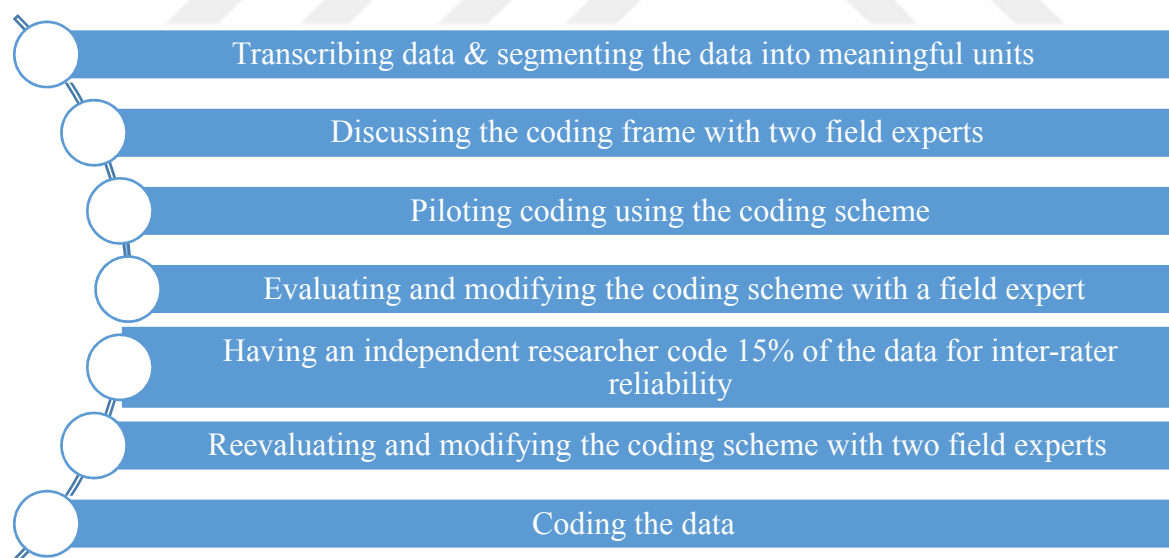 Transcribing data & segmenting the data into meaningful units
Discussing the coding frame with two field experts
Piloting coding using the coding scheme
Evaluating and modifying the coding scheme with a field expert
Having an independent researcher code 15% of the data for inter-rater
reliability
Reevaluating and modifying the coding scheme with two field experts
Coding the data